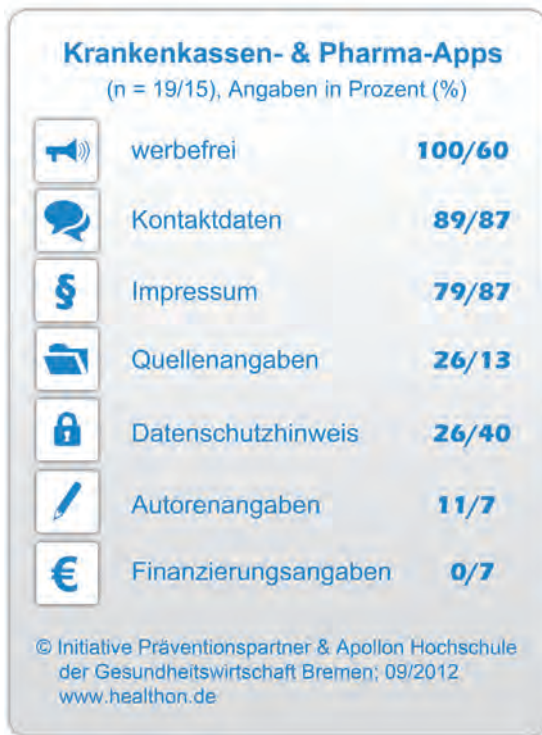 Krankenkassen- & Pharma-Apps
(n = 19/15), Angaben in Prozent (%)
werbefrei 100/60
Kontaktdaten 89/87
§ Impressum 79/87
Quellenangaben 26/13
Datenschutzhinweis 26/40
Autorenangaben 11/7
€ Finanzierungsangaben 0/7
© Initiative Präventionspartner & Apollon Hochschule
der Gesundheitswirtschaft Bremen; 09/2012
www.healthon.de